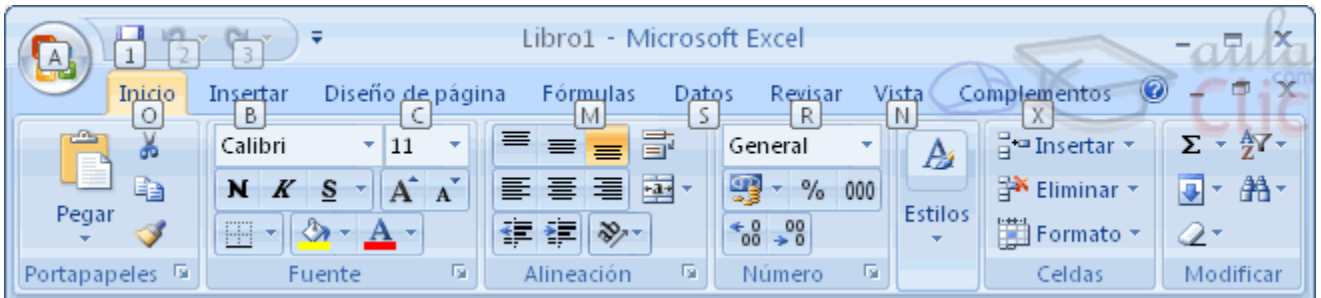 Libro1 - Microsoft Excel
A 1 2 3
aula
Clic
.com
Inicio Insertar Diseño de página Fórmulas Datos Revisar Vista Complementos
O B C M S R N X
Calibri 11 General Insertar
N K S A A % 000 Eliminar
Pegar Estilos
A Formato
Portapapeles Fuente Alineación Número Celdas Modificar